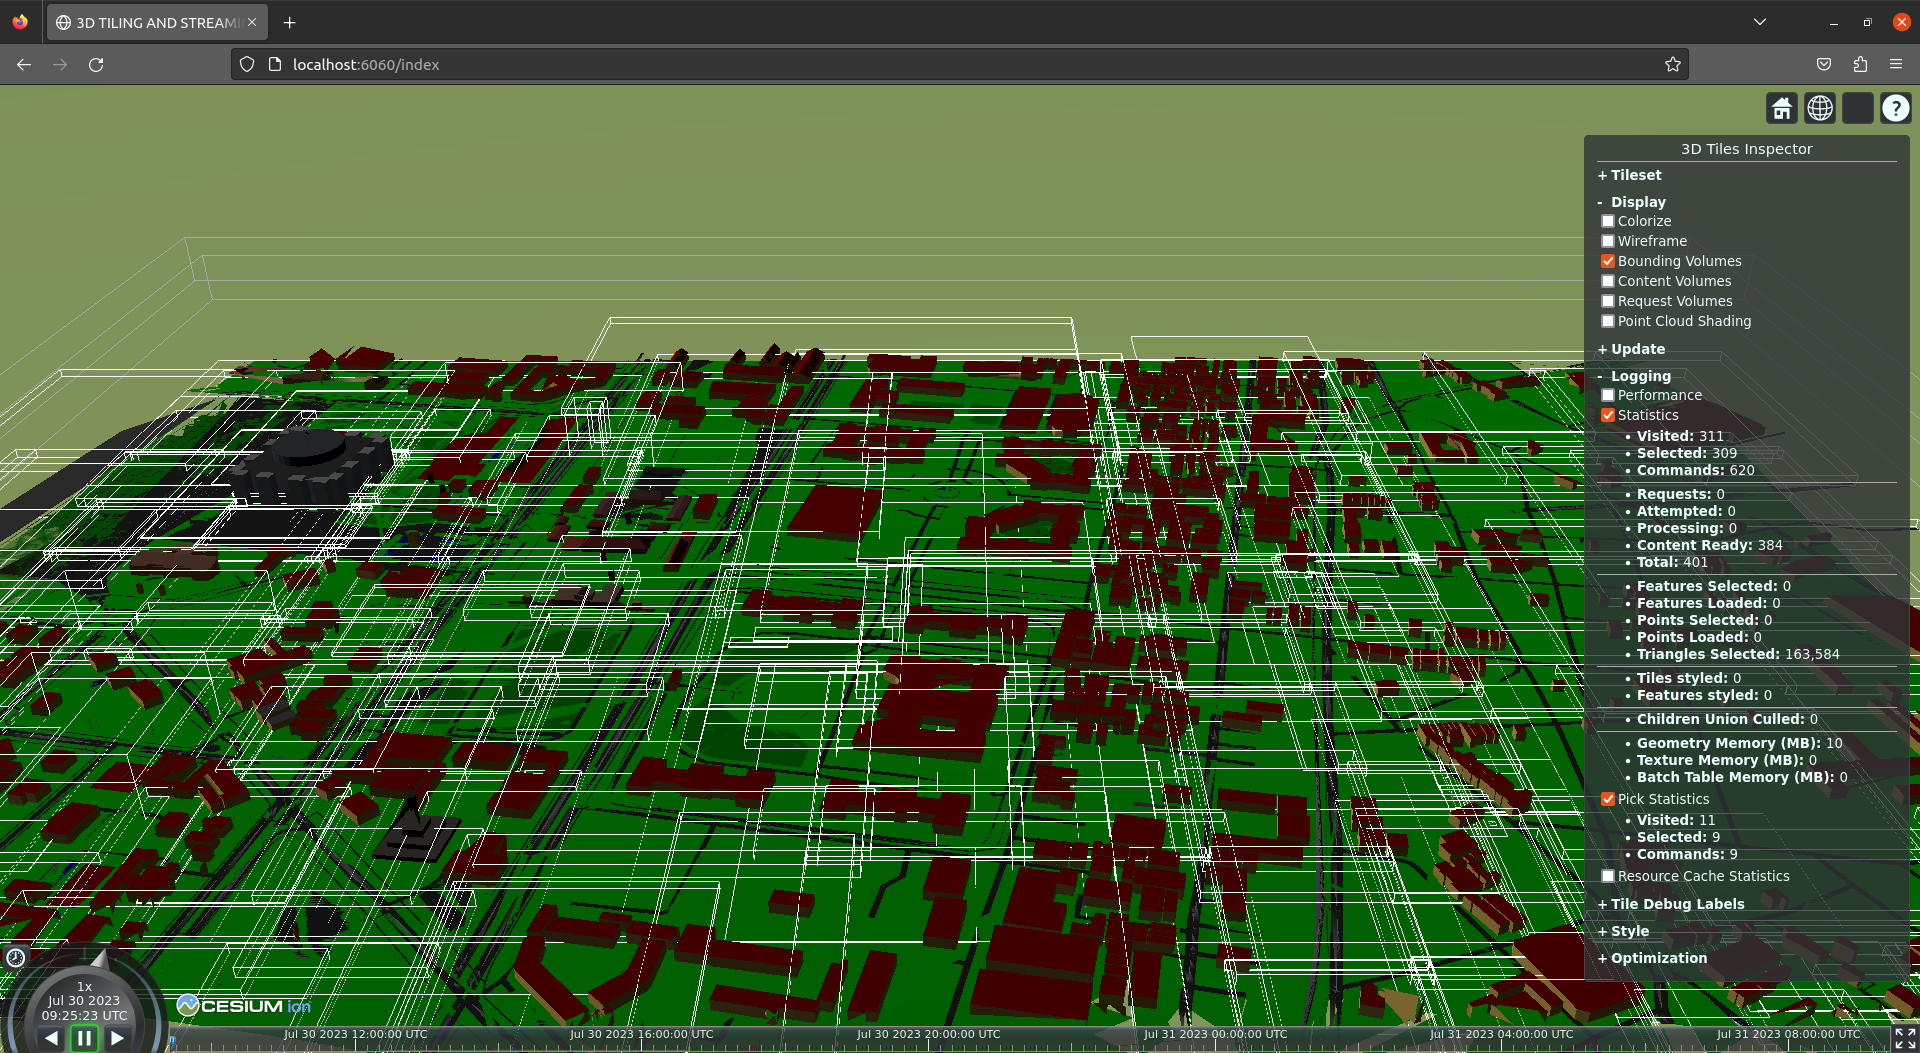 3D TILING AND STREAMI
localhost:6060/index
?
3D Tiles Inspector
+ Tileset
- Display
Colorize
Wireframe
Bounding Volumes
Content Volumes
Request Volumes
Point Cloud Shading
+ Update
- Logging
Performance
Statistics
• Visited: 311
• Selected: 309
• Commands: 620
• Requests: 0
• Attempted: 0
• Processing: 0
• Content Ready: 384
• Total: 401
• Features Selected: 0
• Features Loaded: 0
• Points Selected: 0
• Points Loaded: 0
• Triangles Selected: 163,584
• Tiles styled: 0
• Features styled: 0
• Children Union Culled: 0
• Geometry Memory (MB): 10
• Texture Memory (MB): 0
• Batch Table Memory (MB): 0
Pick Statistics
• Visited: 11
• Selected: 9
• Commands: 9
Resource Cache Statistics
+ Tile Debug Labels
+ Style
+ Optimization
1x
Jul 30 2023
09:25:23 UTC
CESIUM ion
Jul 30 2023 12:00:00 UTC
Jul 30 2023 16:00:00 UTC
Jul 30 2023 20:00:00 UTC
Jul 31 2023 00:00:00 UTC
Jul 31 2023 04:00:00 UTC
Jul 31 2023 08:00:00 UTC